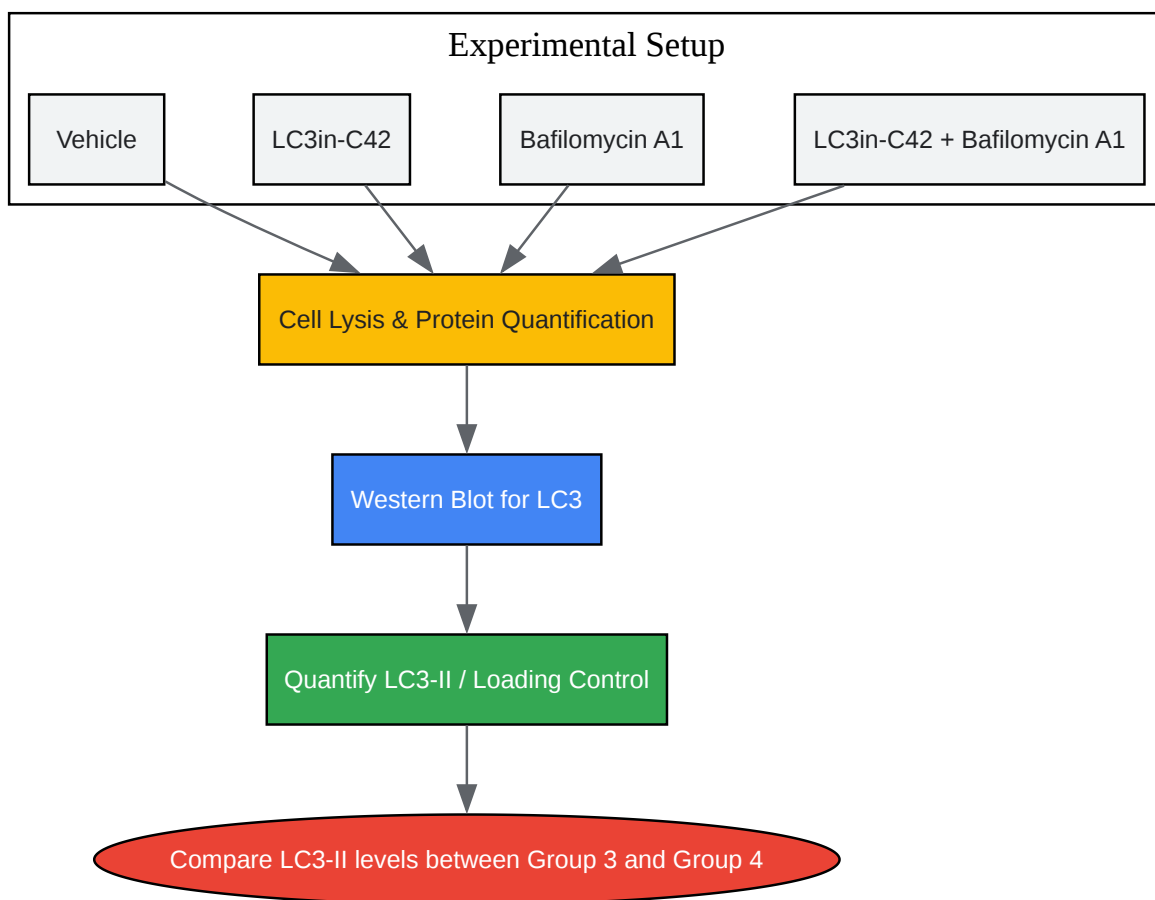 Experimental Setup
Vehicle
LC3in-C42
Bafilomycin A1
LC3in-C42 + Bafilomycin A1
Cell Lysis & Protein Quantification
Western Blot for LC3
Quantify LC3-II / Loading Control
Compare LC3-II levels between Group 3 and Group 4